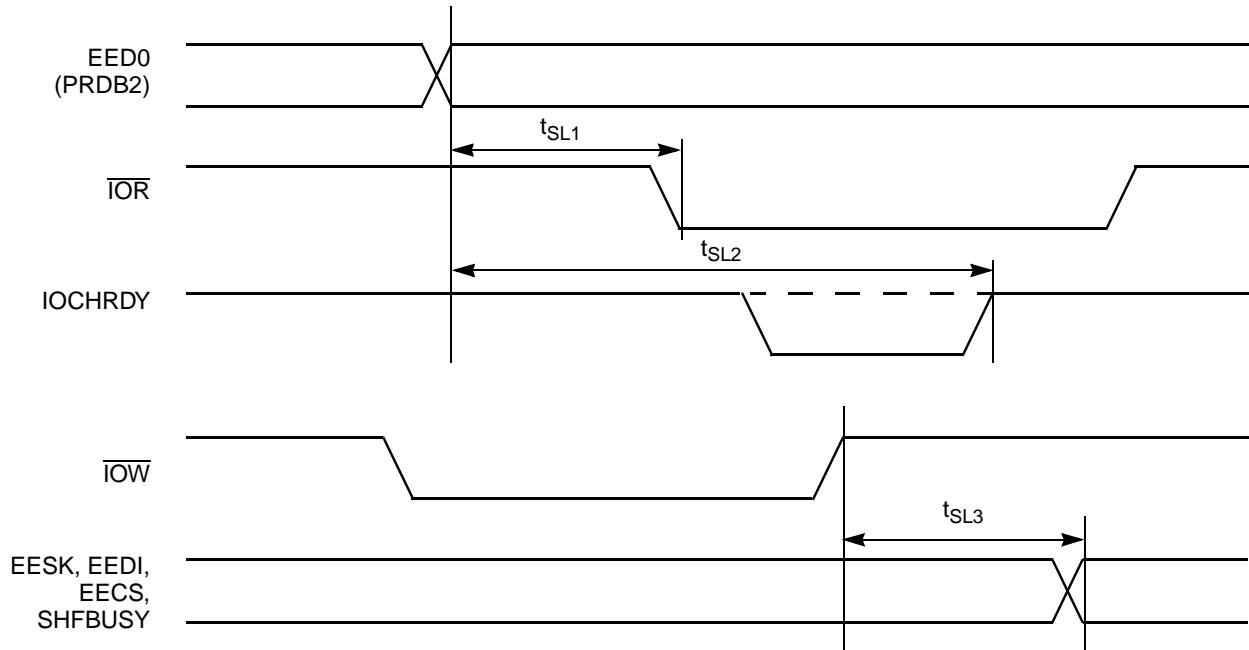 EED0
(PRDB2)
tSL1
IOR
tSL2
IOCHRDY
IOW
tSL3
EESK, EEDI,
EECS,
SHFBUSY